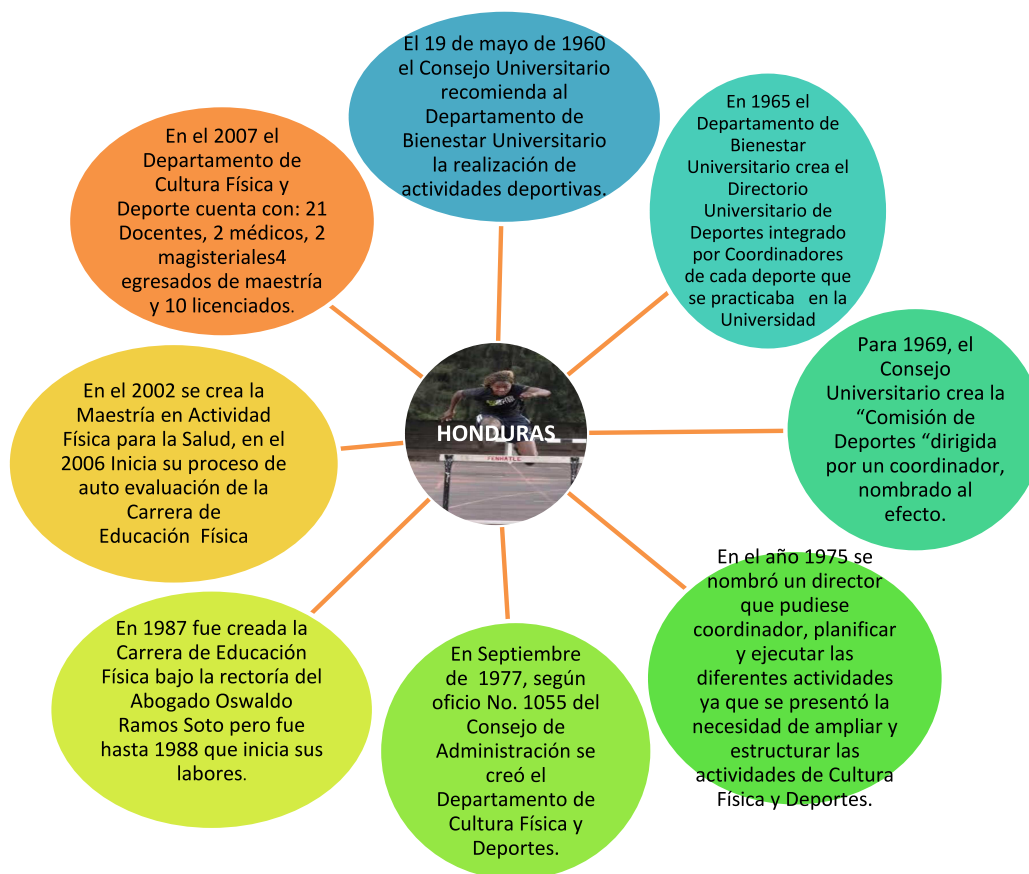 El 19 de mayo de 1960
el Consejo Universitario
recomienda al
Departamento de
Bienestar Universitario
la realización de
actividades deportivas.
En 1965 el
Departamento de
Bienestar
Universitario crea el
Directorio
Universitario de
Deportes integrado
por Coordinadores
de cada deporte que
se practicaba en la
Universidad
Para 1969, el
Consejo
Universitario crea la
“Comisión de
Deportes “dirigida
por un coordinador,
nombrado al
efecto.
En el año 1975 se
nombró un director
que pudiese
coordinador, planificar
y ejecutar las
diferentes actividades
ya que se presentó la
necesidad de ampliar y
estructurar las
actividades de Cultura
Física y Deportes.
En Septiembre
de 1977, según
oficio No. 1055 del
Consejo de
Administración se
creó el
Departamento de
Cultura Física y
Deportes.
En 1987 fue creada la
Carrera de Educación
Física bajo la rectoría del
Abogado Oswaldo
Ramos Soto pero fue
hasta 1988 que inicia sus
labores.
En el 2002 se crea la
Maestría en Actividad
Física para la Salud, en el
2006 Inicia su proceso de
auto evaluación de la
Carrera de
Educación Física
En el 2007 el
Departamento de
Cultura Física y
Deporte cuenta con: 21
Docentes, 2 médicos, 2
magisteriales4
egresados de maestría
y 10 licenciados.
HONDURAS